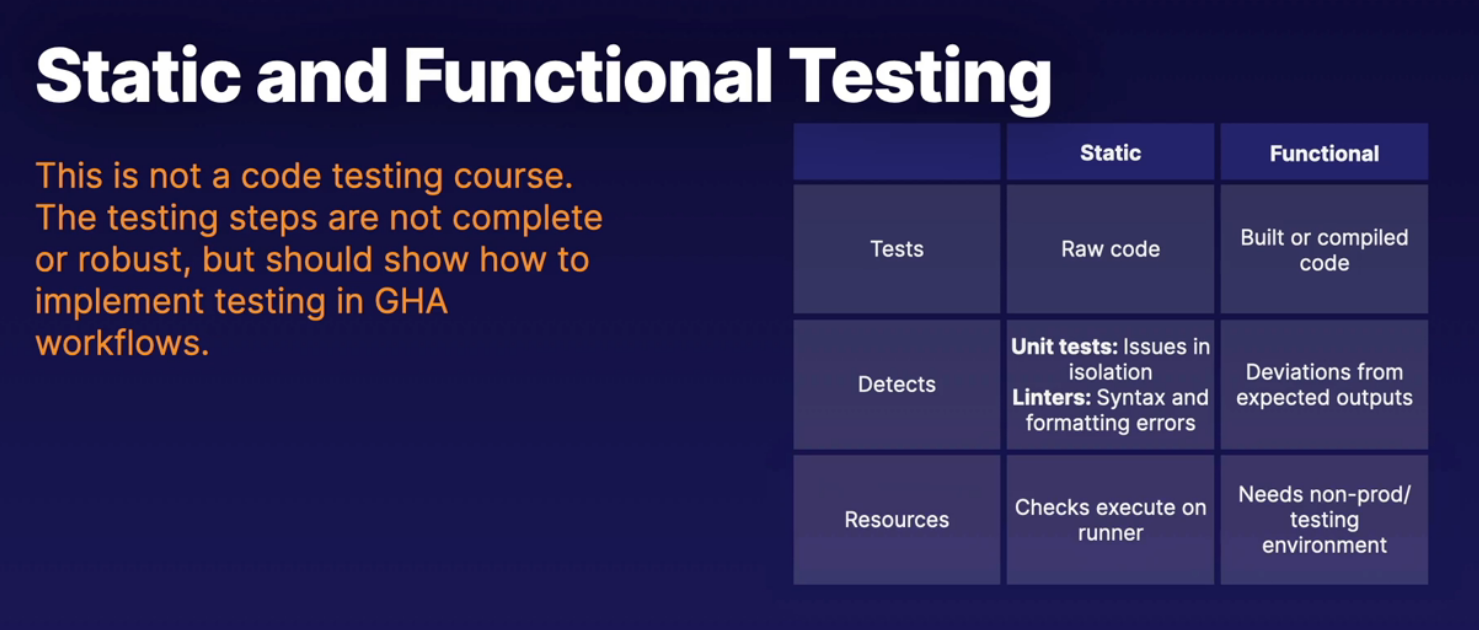 Static and Functional Testing
This is not a code testing course.
The testing steps are not complete
or robust, but should show how to
implement testing in GHA
workflows.
Static
Functional
Tests
Raw code
Built or compiled
code
Detects
Unit tests: Issues in
isolation
Linters: Syntax and
formatting errors
Deviations from
expected outputs
Resources
Checks execute on
runner
Needs non-prod/
testing
environment